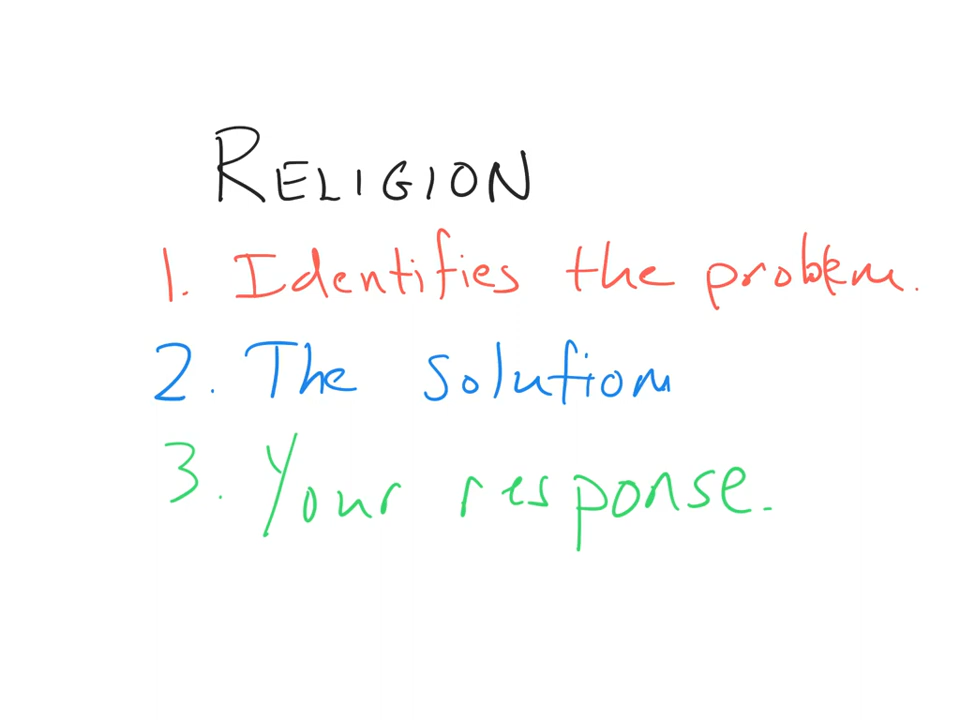 RELIGION
1. Identifies the problem.
2. The solution
3. Your response.